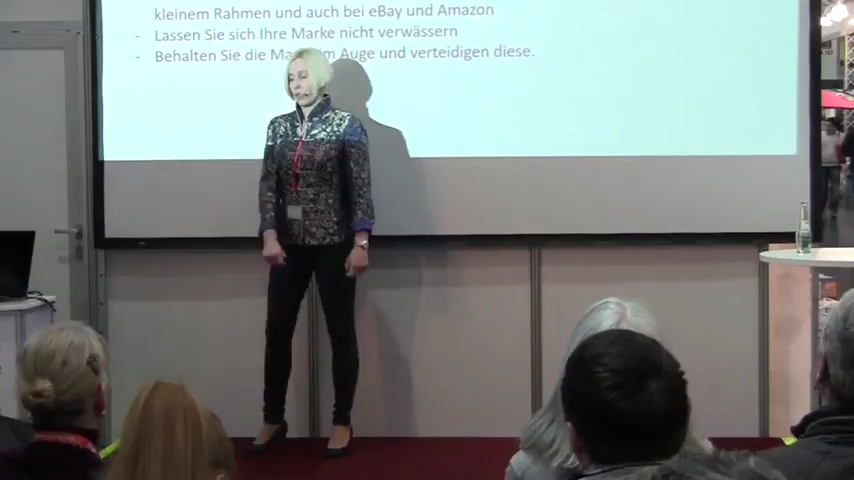 kleinem Rahmen und auch bei eBay und Amazon
- Lassen Sie sich Ihre Marke nicht verwässern
- Behalten Sie die Ma m Auge und verteidigen diese.